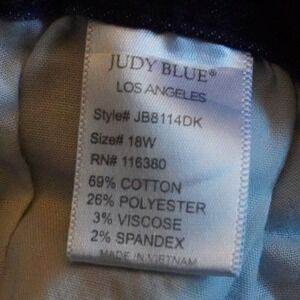 JUDY BLUE®
LOS ANGELES
Style# JB8114DK
Size# 18W
RN# 116380
69% COTTON
26% POLYESTER
3% VISCOSE
2% SPANDEX
MADE IN VIETNAM